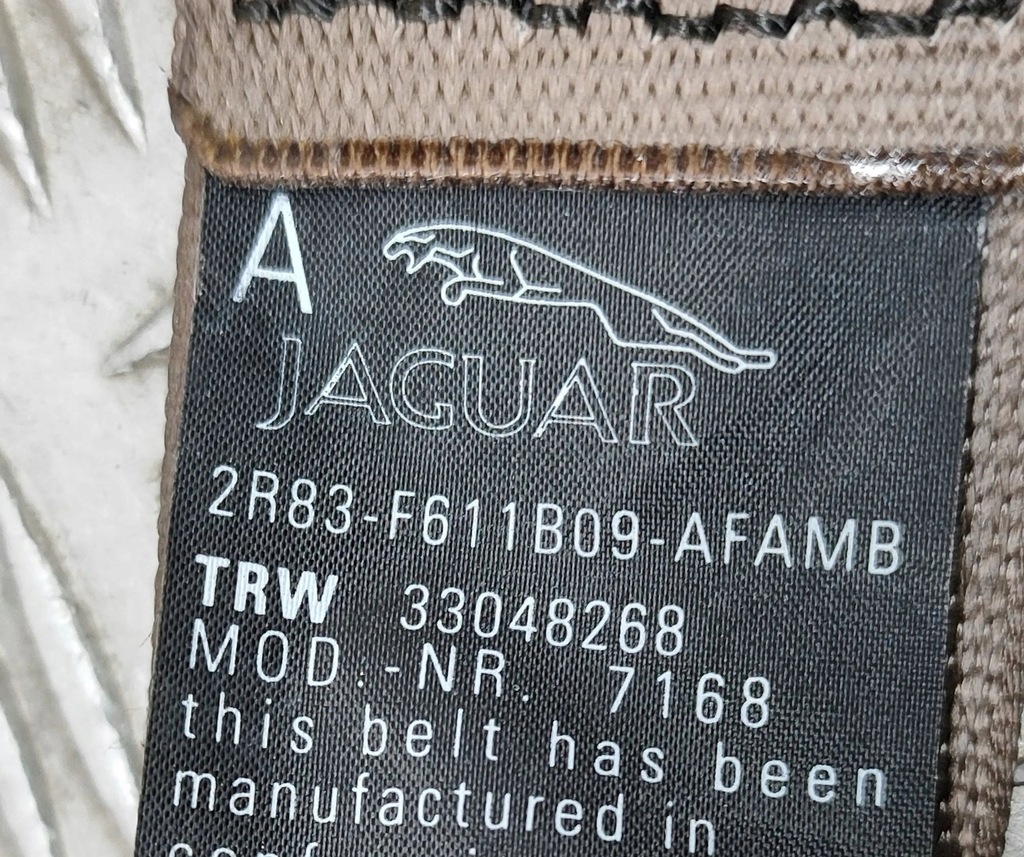 A
JAGUAR
2R83-F611B09-AFAMB
TRW 33048268
MOD.-NR. 7168
this belt has been
manufactured in